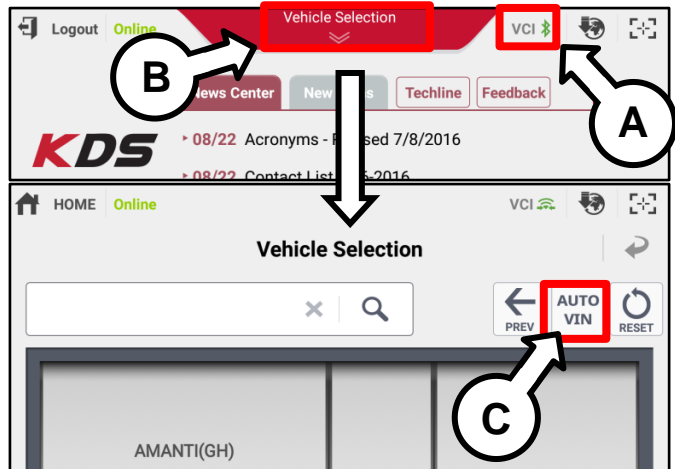 Logout Online Vehicle Selection VCI
B
A
News Center New Techline Feedback
KDS
08/22 Acronyms - sed 7/8/2016
08/22 Contact List -2016
HOME Online VCI
Vehicle Selection
PREV AUTO VIN RESET
C
AMANTI(GH)